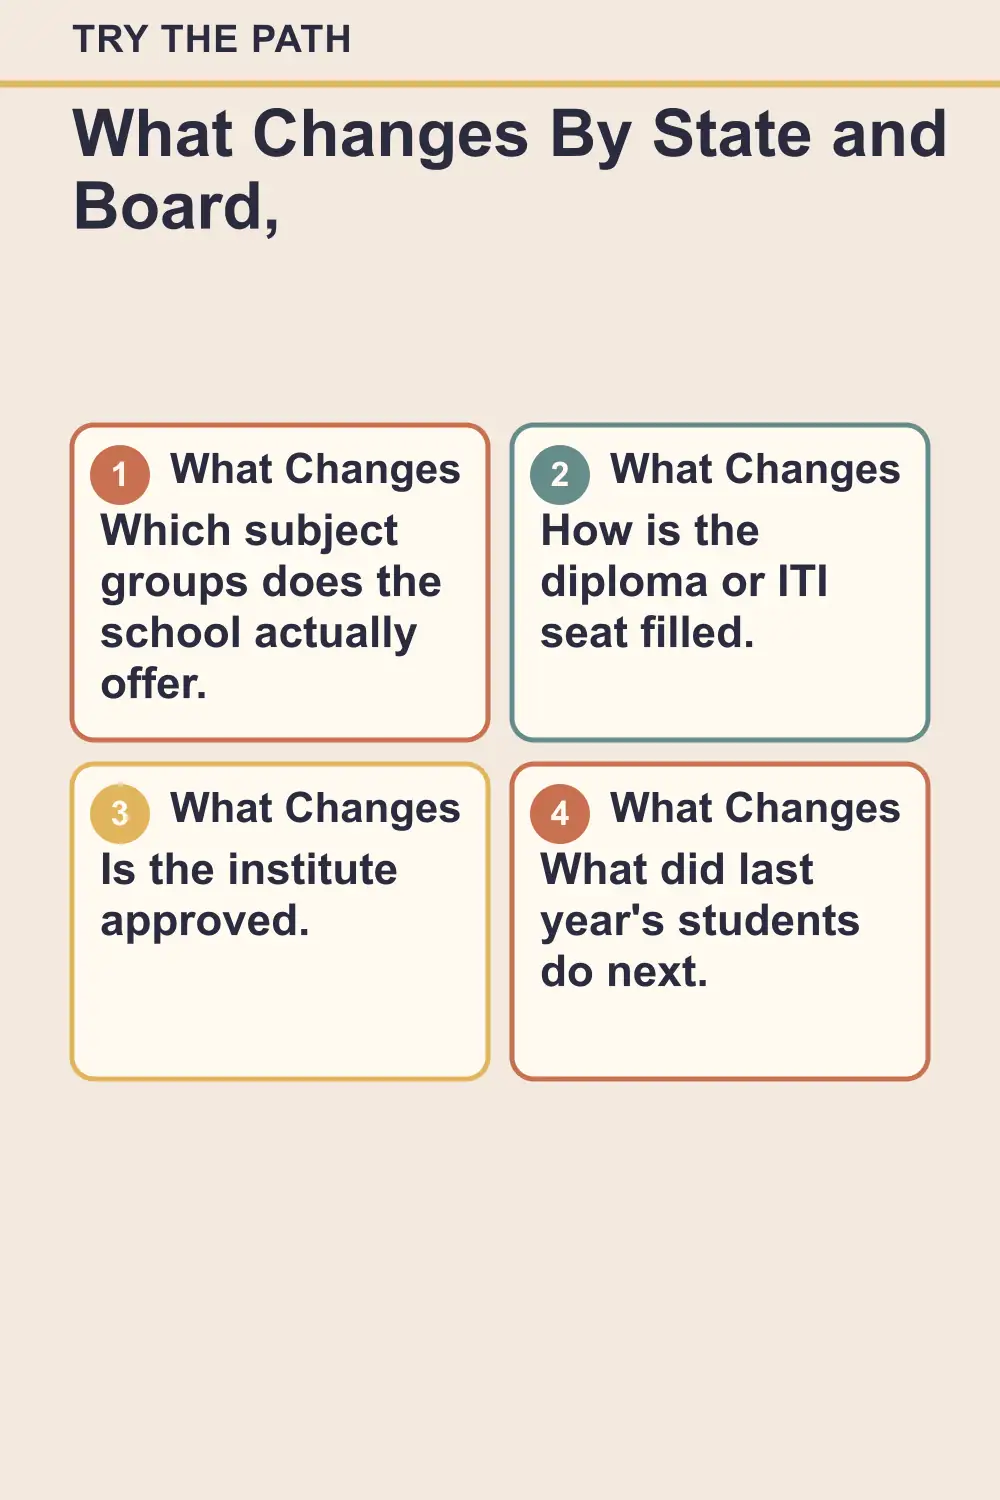 TRY THE PATH
What Changes By State and
Board,
1 What Changes
Which subject
groups does the
school actually
offer.
2 What Changes
How is the
diploma or ITI
seat filled.
3 What Changes
Is the institute
approved.
4 What Changes
What did last
year's students
do next.